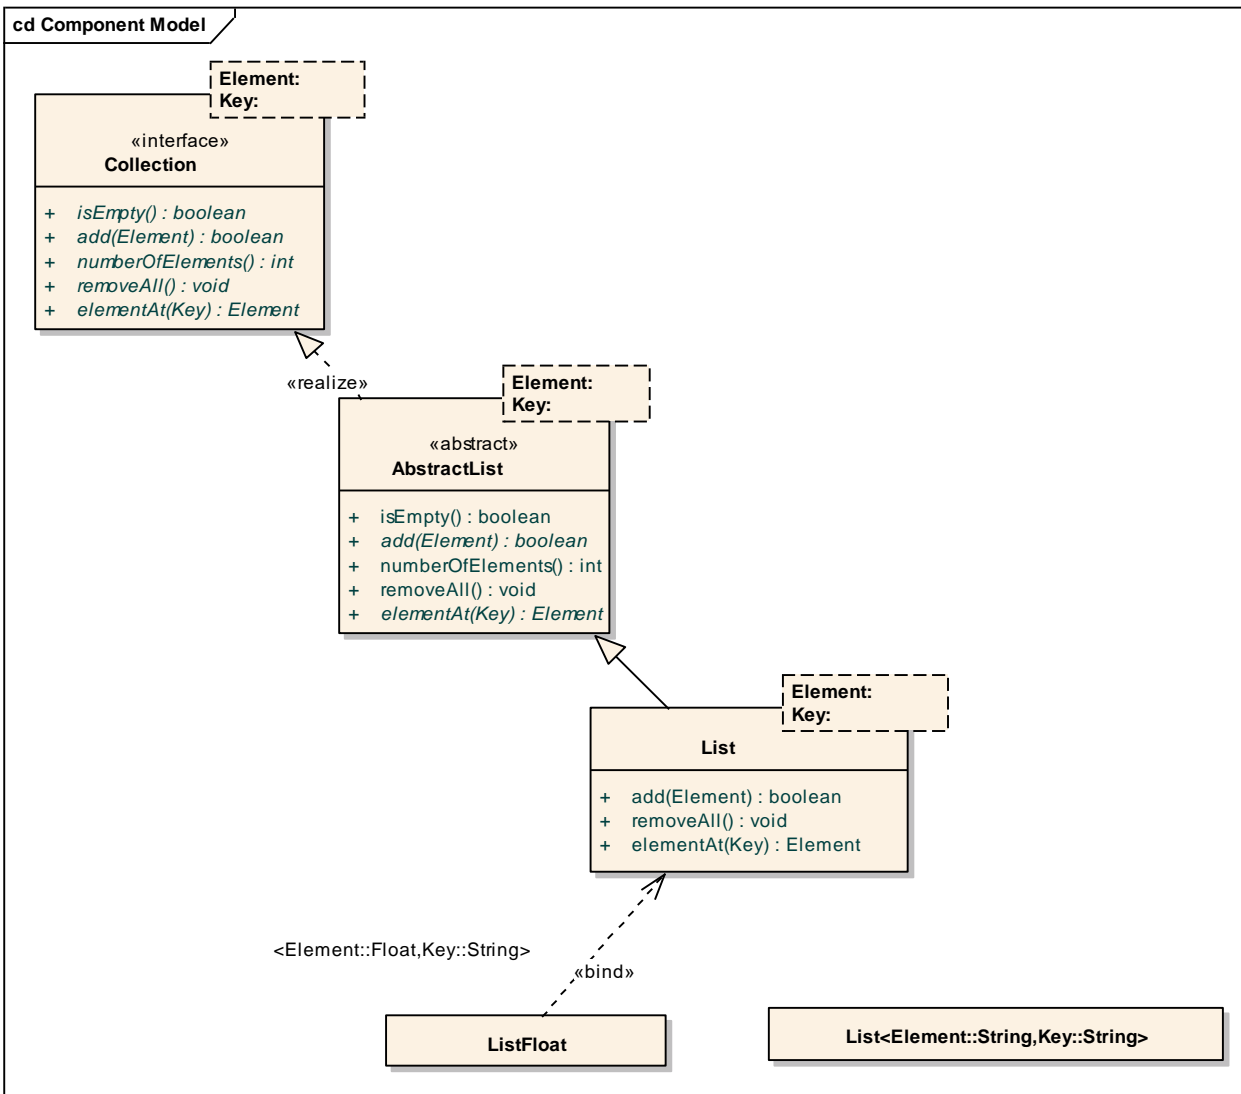 cd Component Model
Element:
Key:
«interface»
Collection
+ isEmpty() : boolean
+ add(Element) : boolean
+ numberOfElements() : int
+ removeAll() : void
+ elementAt(Key) : Element
«realize»
Element:
Key:
«abstract»
AbstractList
+ isEmpty() : boolean
+ add(Element) : boolean
+ numberOfElements() : int
+ removeAll() : void
+ elementAt(Key) : Element
Element:
Key:
List
+ add(Element) : boolean
+ removeAll() : void
+ elementAt(Key) : Element
<Element::Float,Key::String>
«bind»
ListFloat
List<Element::String,Key::String>